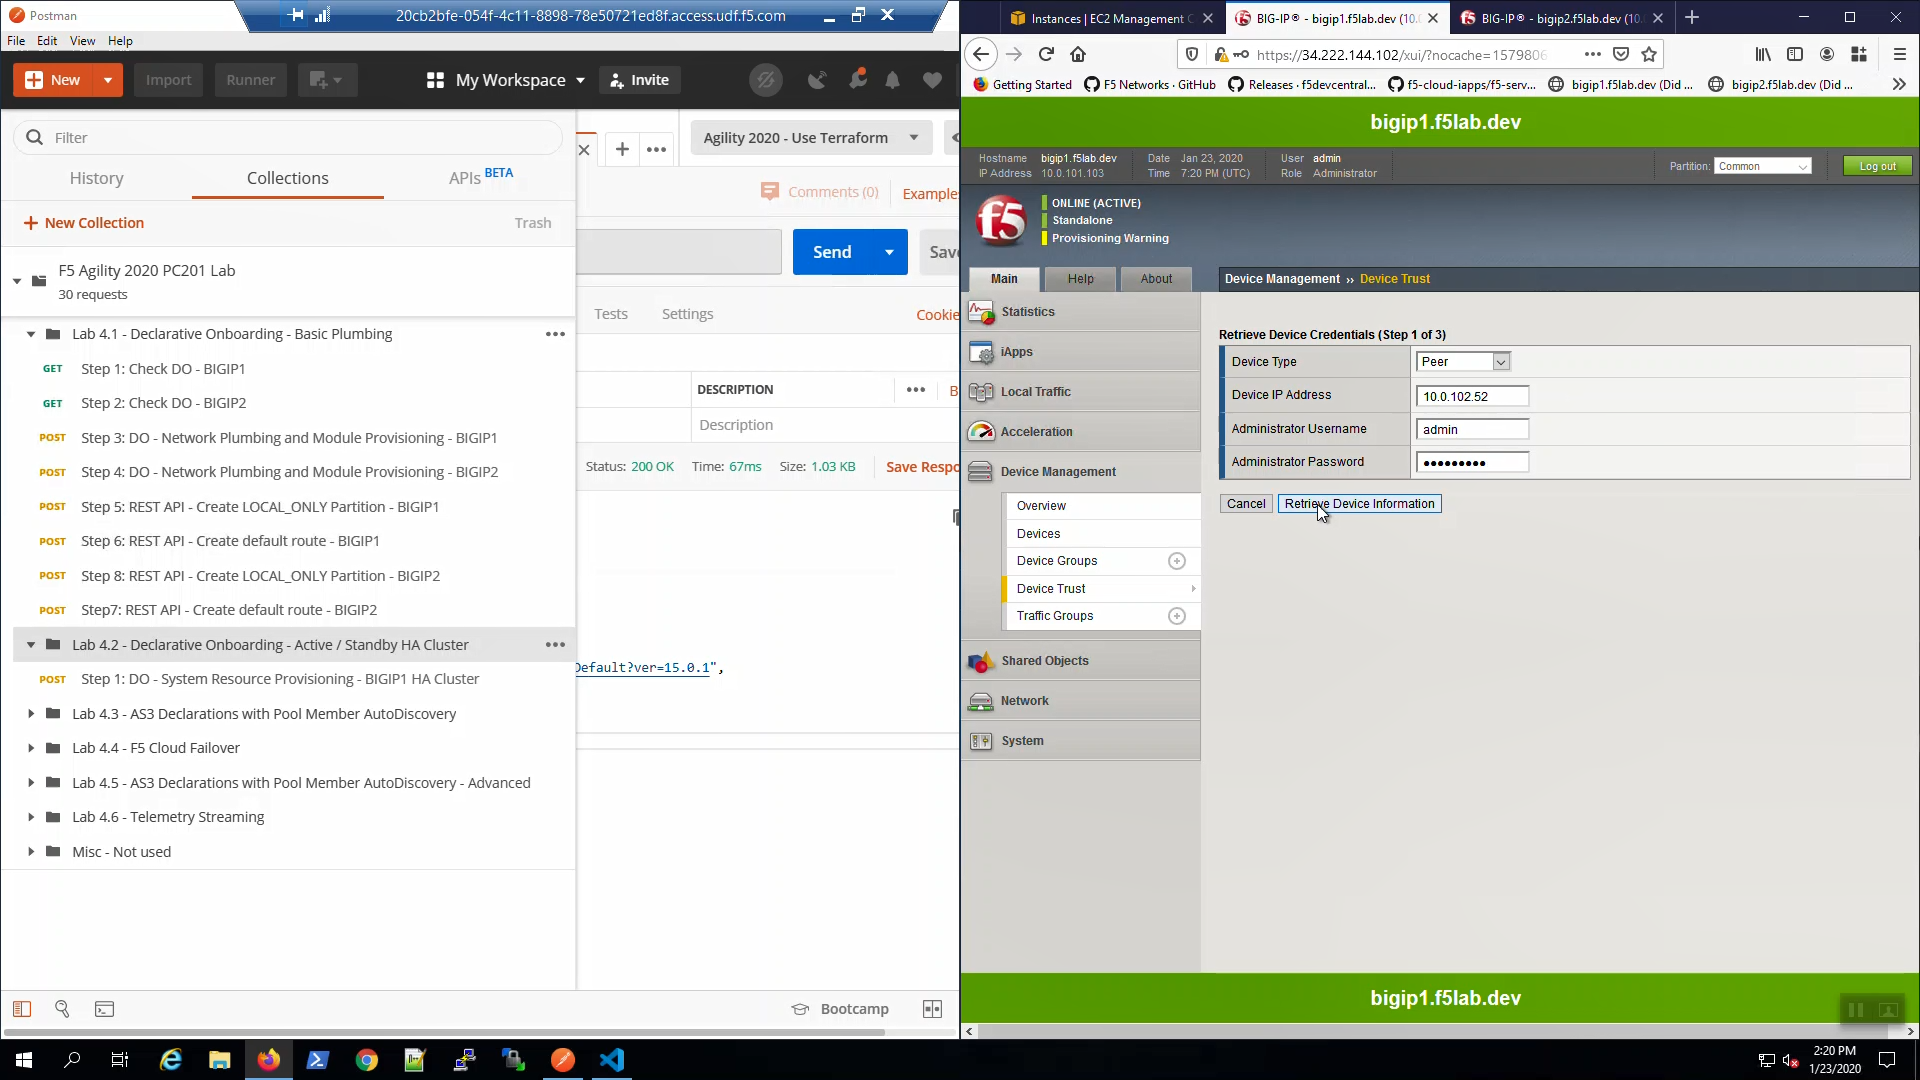 Postman
20cb2bfe-054f-4c11-8898-78e50721ed8f.access.udf.f5.com
File Edit View Help
New
Import
Runner
My Workspace
Invite
Filter
History
Collections
APIs BETA
New Collection
Trash
F5 Agility 2020 PC201 Lab
30 requests
Lab 4.1 - Declarative Onboarding - Basic Plumbing
GET Step 1: Check DO - BIGIP1
GET Step 2: Check DO - BIGIP2
POST Step 3: DO - Network Plumbing and Module Provisioning - BIGIP1
POST Step 4: DO - Network Plumbing and Module Provisioning - BIGIP2
POST Step 5: REST API - Create LOCAL_ONLY Partition - BIGIP1
POST Step 6: REST API - Create default route - BIGIP1
POST Step 8: REST API - Create LOCAL_ONLY Partition - BIGIP2
POST Step7: REST API - Create default route - BIGIP2
Lab 4.2 - Declarative Onboarding - Active / Standby HA Cluster
POST Step 1: DO - System Resource Provisioning - BIGIP1 HA Cluster
Lab 4.3 - AS3 Declarations with Pool Member AutoDiscovery
Lab 4.4 - F5 Cloud Failover
Lab 4.5 - AS3 Declarations with Pool Member AutoDiscovery - Advanced
Lab 4.6 - Telemetry Streaming
Misc - Not used
Agility 2020 - Use Terraform
Comments (0)
Examples
Send
Save
Tests
Settings
Cookie
DESCRIPTION
B
Description
Status: 200 OK Time: 67ms Size: 1.03 KB Save Respo
Default?ver=15.0.1",
Bootcamp
Instances | EC2 Management C
BIG-IP® - bigip1.f5lab.dev (10.
BIG-IP® - bigip2.f5lab.dev (10.
https://34.222.144.102/xui/?nocache=1579806
Getting Started
F5 Networks · GitHub
Releases · f5devcentral...
f5-cloud-iapps/f5-serv...
bigip1.f5lab.dev (Did ...
bigip2.f5lab.dev (Did ...
bigip1.f5lab.dev
Hostname bigip1.f5lab.dev Date Jan 23, 2020 User admin
IP Address 10.0.101.103 Time 7:20 PM (UTC) Role Administrator
Partition: Common
Log out
f5
ONLINE (ACTIVE)
Standalone
Provisioning Warning
Main
Help
About
Device Management ›› Device Trust
Statistics
iApps
Local Traffic
Acceleration
Device Management
Overview
Devices
Device Groups
Device Trust
Traffic Groups
Shared Objects
Network
System
Retrieve Device Credentials (Step 1 of 3)
Device Type Peer
Device IP Address 10.0.102.52
Administrator Username admin
Administrator Password ●●●●●●●●●
Cancel
Retrieve Device Information
bigip1.f5lab.dev
2:20 PM
1/23/2020